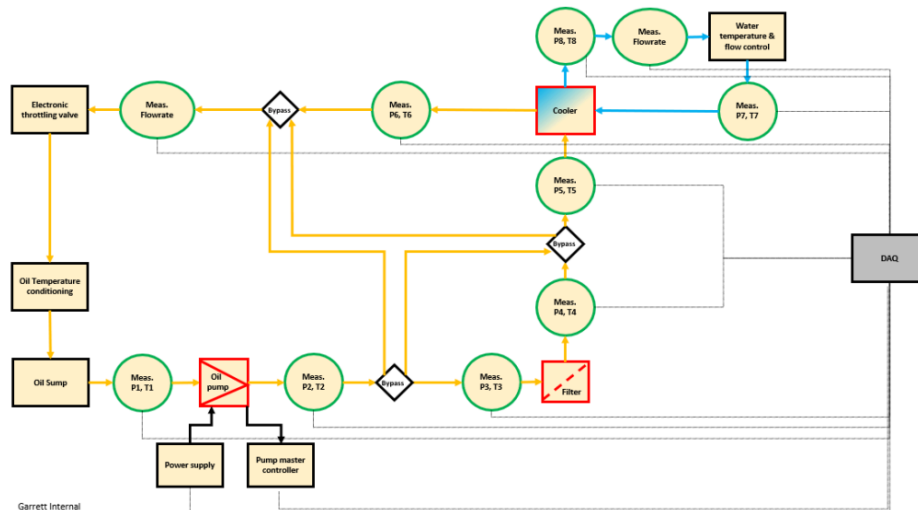 Meas.
P8, T8
Meas.
Flowrate
Water
temperature &
flow control
Electronic
throttling valve
Meas.
Flowrate
Bypass
Meas.
P6, T6
Cooler
Meas.
P7, T7
Meas.
P5, T5
Bypass
DAQ
Oil Temperature
conditioning
Meas.
P4, T4
Oil Sump
Meas.
P1, T1
Oil
pump
Meas.
P2, T2
Bypass
Meas.
P3, T3
Filter
Power supply
Pump master
controller
Garrett Internal